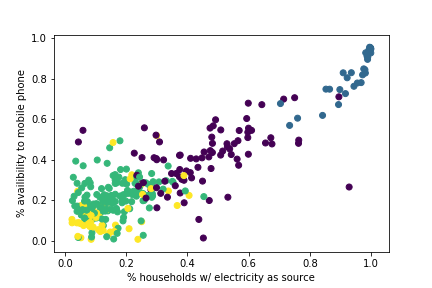 1.0
0.8
0.6
0.4
0.2
0.0
% availibility to mobile phone
0.0 0.2 0.4 0.6 0.8 1.0
% households w/ electricity as source